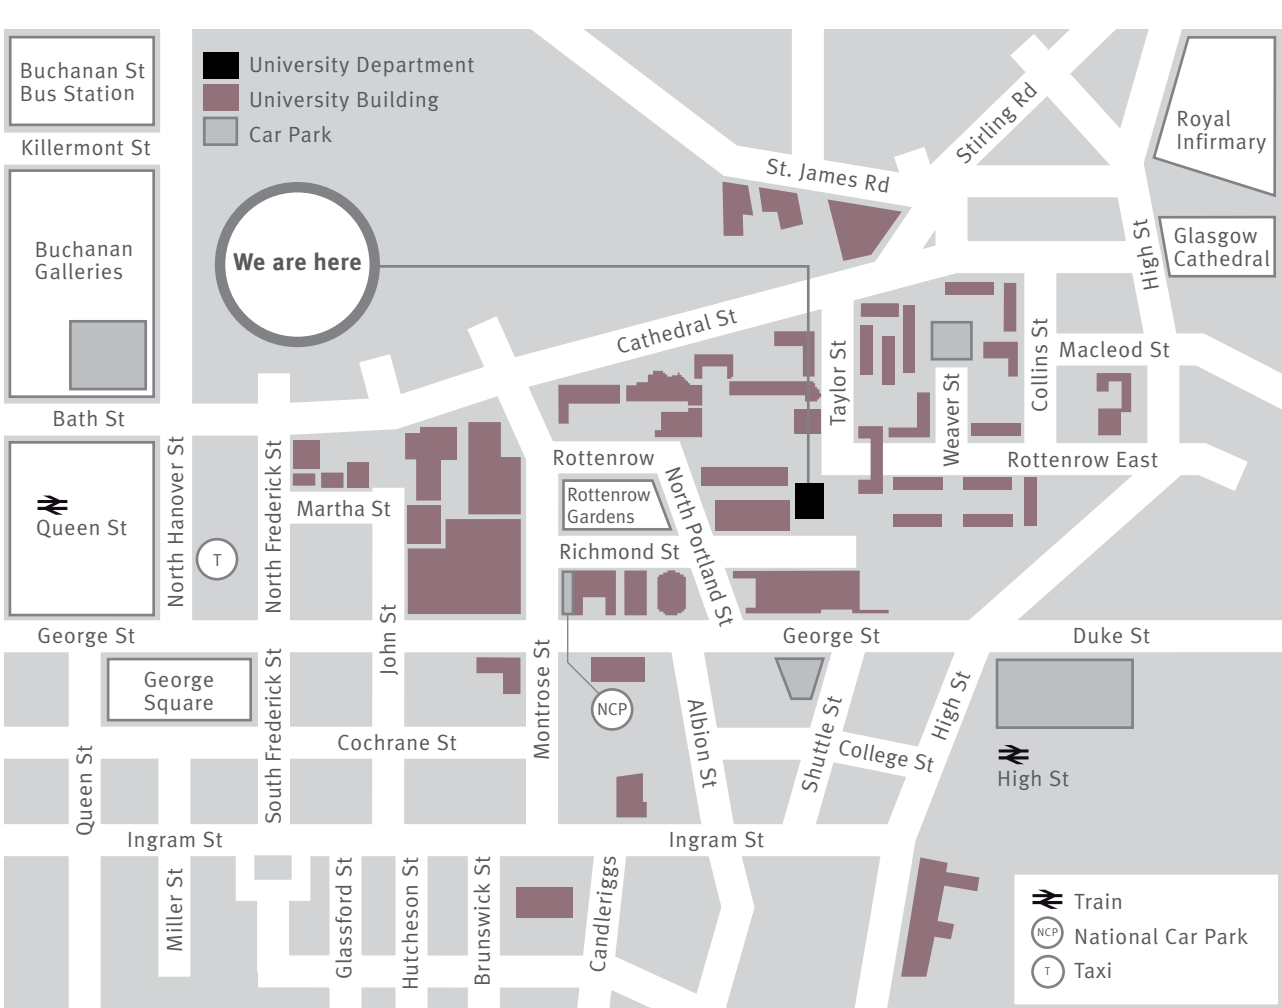 Buchanan St
Bus Station
University Department
University Building
Car Park
Killermont St
St. James Rd
Stirling Rd
Royal
Infirmary
Buchanan
Galleries
We are here
High St
Glasgow
Cathedral
Cathedral St
Taylor St
Collins St
Macleod St
Weaver St
Bath St
Rottenrow
Rottenrow East
North Hanover St
North Frederick St
Queen St
Martha St
Rottenrow
Gardens
North Portland St
T
Richmond St
George St
John St
George St
Duke St
George
Square
South Frederick St
Montrose St
NCP
Albion St
Shuttle St
High St
Cochrane St
College St
High St
Queen St
Ingram St
Ingram St
Miller St
Glassford St
Hutcheson St
Brunswick St
Candleriggs
Train
NCP
National Car Park
T
Taxi